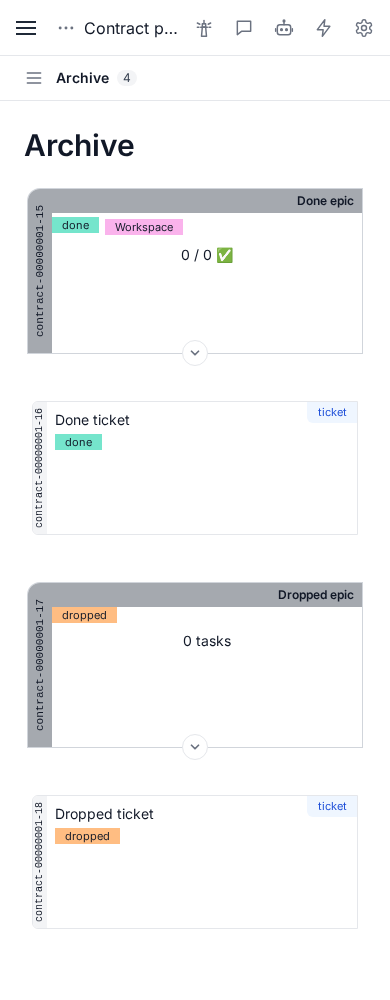 Contract p...
Archive 4
Archive
contract-00000001-15
Done epic
done Workspace
0 / 0 ✅
contract-00000001-16
ticket
Done ticket
done
contract-00000001-17
Dropped epic
dropped
0 tasks
contract-00000001-18
ticket
Dropped ticket
dropped